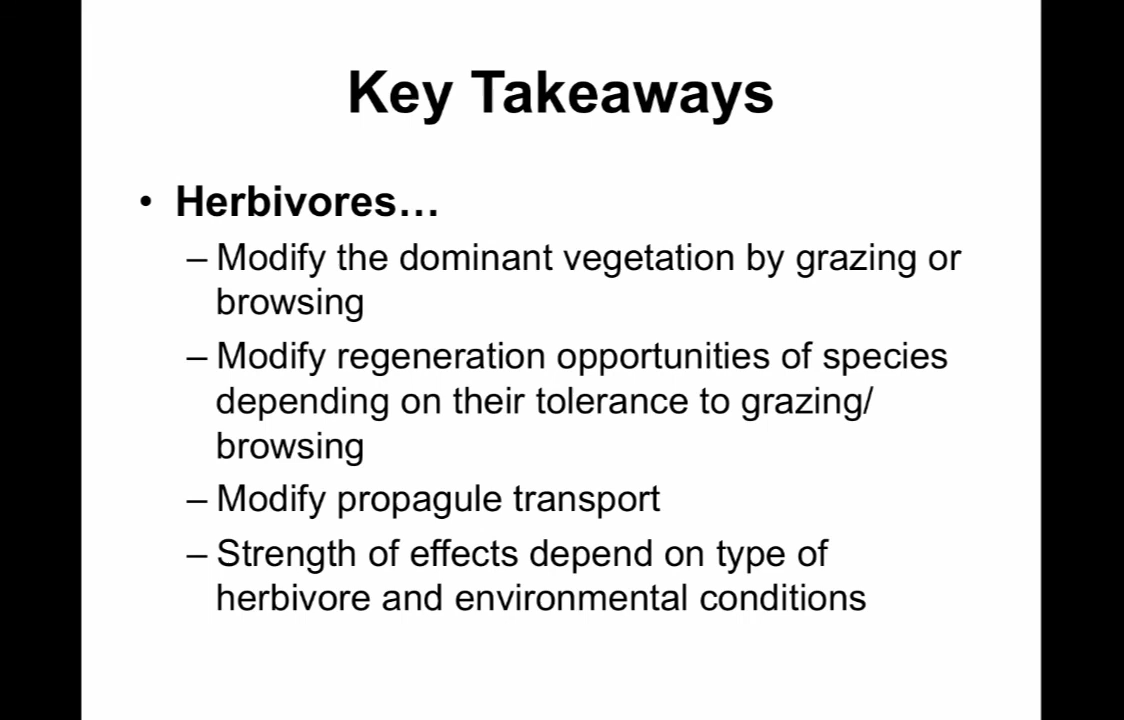 Key Takeaways
• Herbivores…
– Modify the dominant vegetation by grazing or
browsing
– Modify regeneration opportunities of species
depending on their tolerance to grazing/
browsing
– Modify propagule transport
– Strength of effects depend on type of
herbivore and environmental conditions